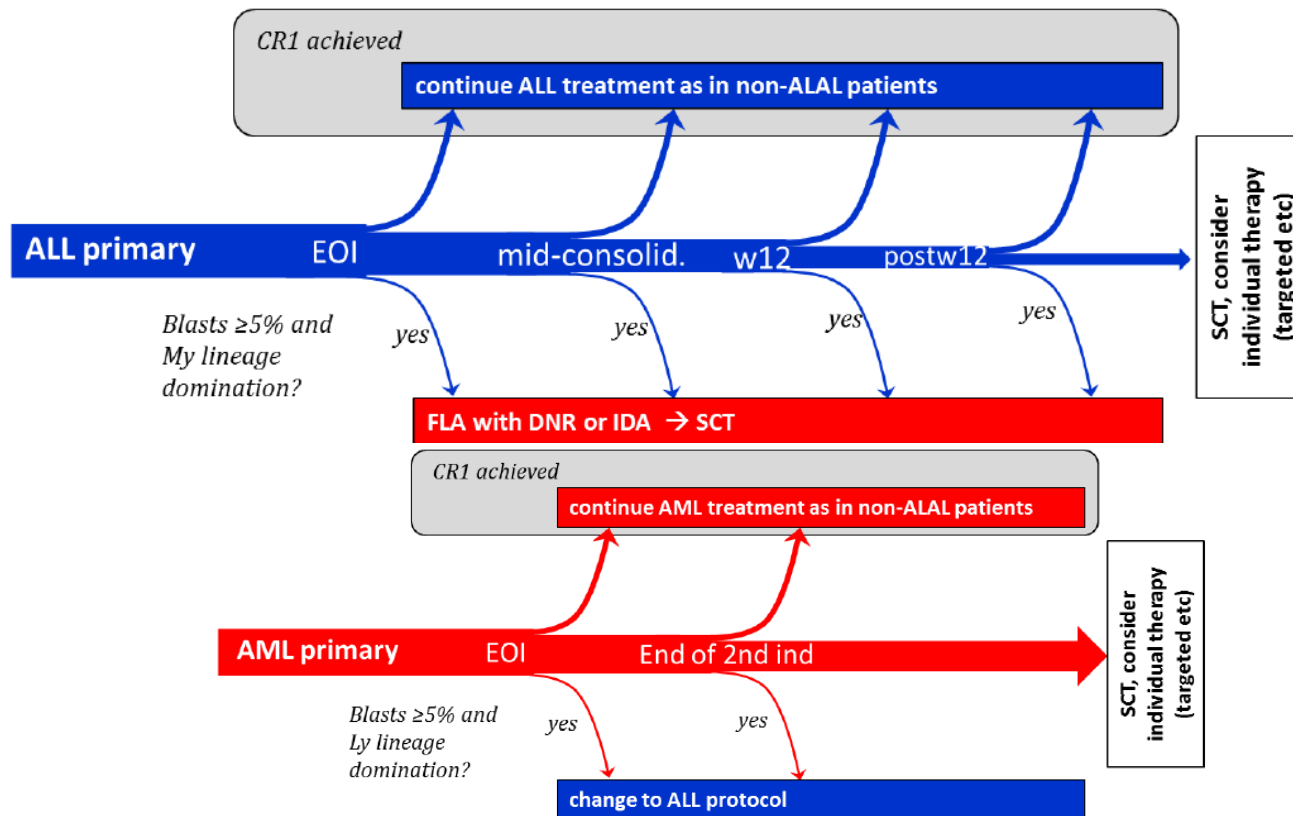 CR1 achieved
continue ALL treatment as in non-ALAL patients
ALL primary
EOI
mid-consolid.
w12
postw12
Blasts ≥5% and
My lineage
domination?
yes
yes
yes
yes
FLA with DNR or IDA → SCT
SCT, consider
individual therapy
(targeted etc)
CR1 achieved
continue AML treatment as in non-ALAL patients
AML primary
EOI
End of 2nd ind
Blasts ≥5% and
Ly lineage
domination?
yes
yes
change to ALL protocol
SCT, consider
individual therapy
(targeted etc)